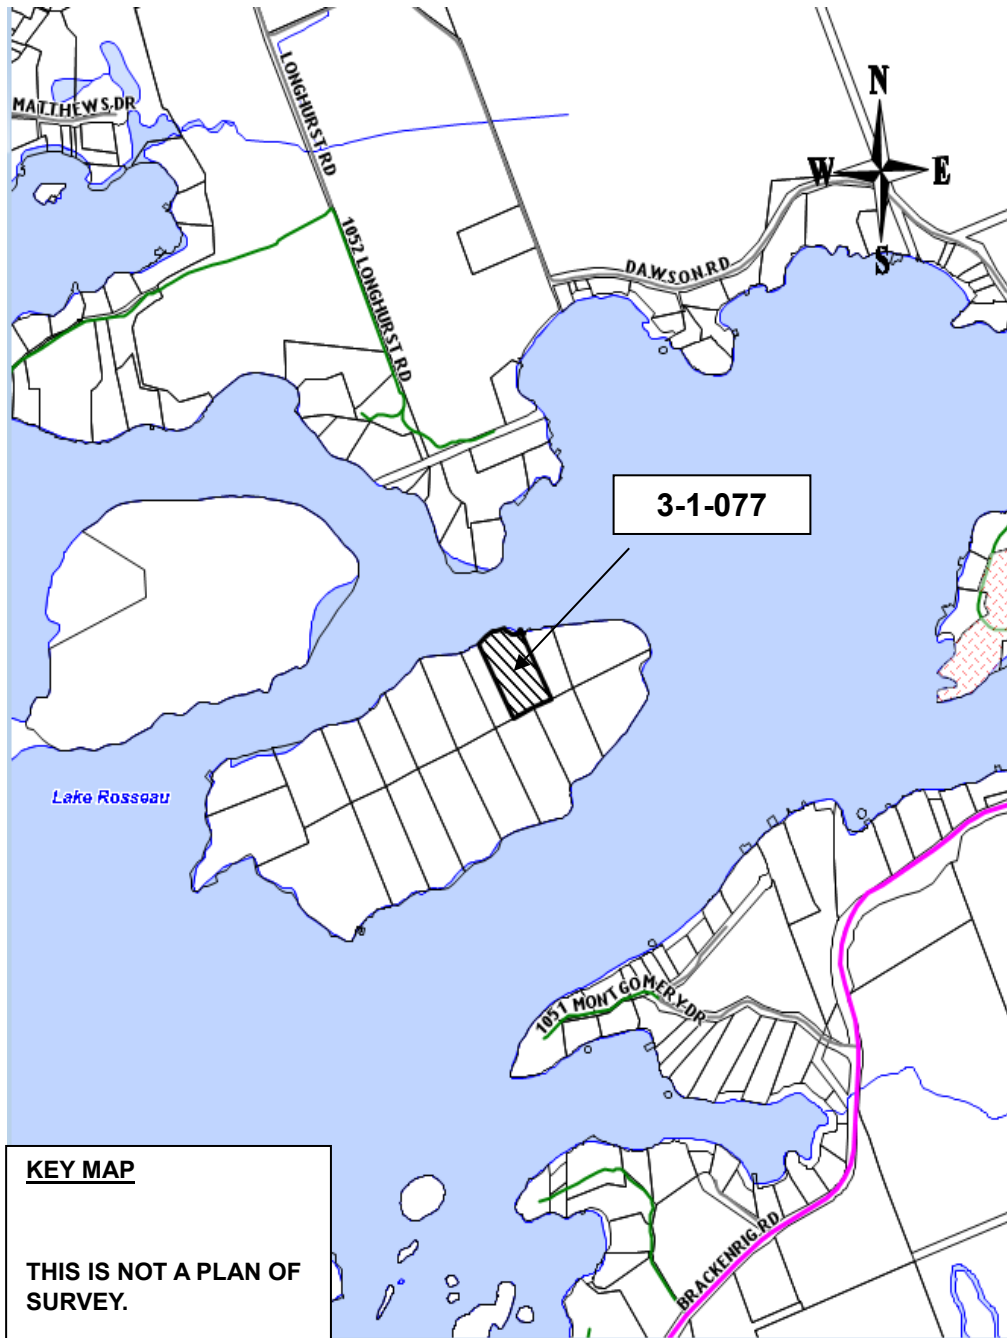 MATTHEWS DR
LONGHURST RD
N
W
E
S
1052 LONGHURST RD
DAWSON RD
3-1-077
Lake Rosseau
1051 MONTGOMERY DR
BRACKENRIG RD
KEY MAP
THIS IS NOT A PLAN OF
SURVEY.